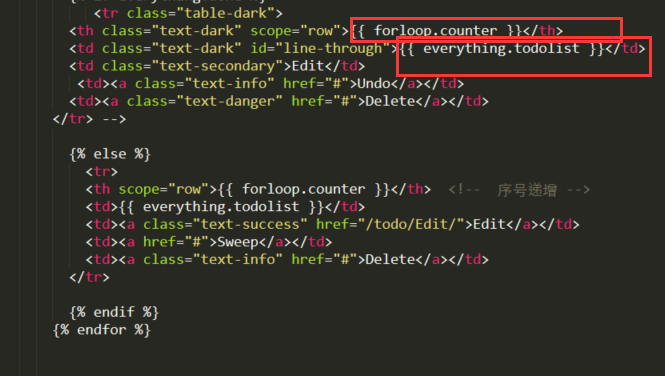 <tr class="table-dark">
<th class="text-dark" scope="row">{{ forloop.counter }}</th>
<td class="text-dark" id="line-through">{{ everything.todolist }}</td>
<td class="text-secondary">Edit</td>
<td><a class="text-info" href="#">Undo</a></td>
<td><a class="text-danger" href="#">Delete</a></td>
</tr> -->
{% else %}
<tr>
<th scope="row">{{ forloop.counter }}</th> <!-- 序号递增 -->
<td>{{ everything.todolist }}</td>
<td><a class="text-success" href="/todo/Edit/">Edit</a></td>
<td><a href="#">Sweep</a></td>
<td><a class="text-info" href="#">Delete</a></td>
</tr>
{% endif %}
{% endfor %}